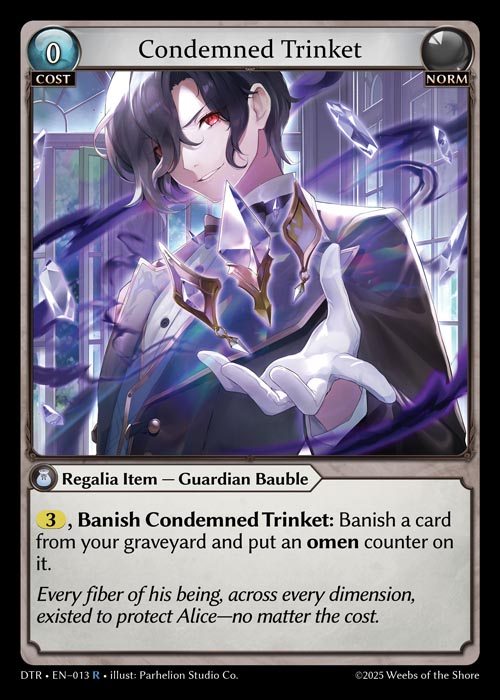 0
Condemned Trinket
COST
NORM
Regalia Item — Guardian Bauble
3, Banish Condemned Trinket: Banish a card
from your graveyard and put an omen counter on
it.
Every fiber of his being, across every dimension,
existed to protect Alice—no matter the cost.
DTR • EN–013 R • illust: Parhelion Studio Co.
©2025 Weebs of the Shore